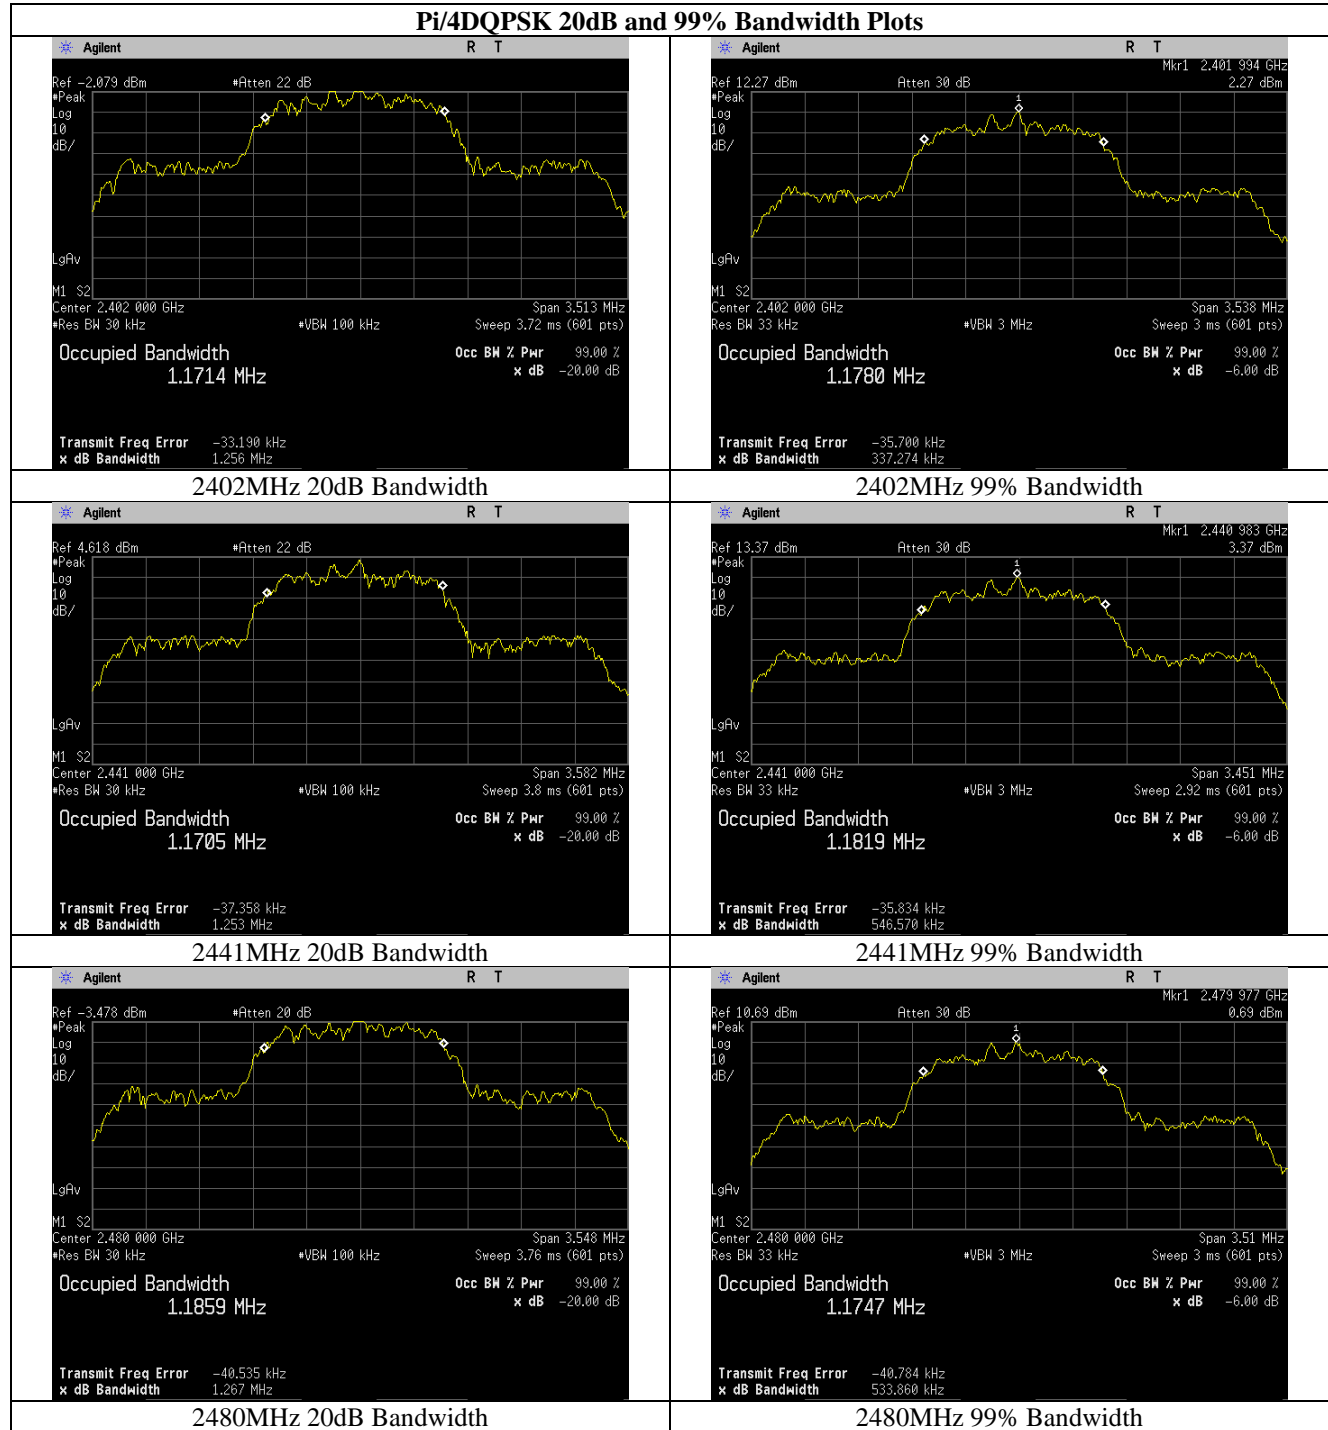 Pi/4DQPSK 20dB and 99% Bandwidth Plots
Agilent R T
Ref -2.079 dBm #Atten 22 dB
#Peak
Log
10
dB/
LgAv
M1 S2
Center 2.402 000 GHz Span 3.513 MHz
#Res BW 30 kHz #VBW 100 kHz Sweep 3.72 ms (601 pts)
Occupied Bandwidth Occ BW % Pwr 99.00 %
1.1714 MHz x dB -20.00 dB
Transmit Freq Error -33.190 kHz
x dB Bandwidth 1.256 MHz
2402MHz 20dB Bandwidth
Agilent R T
Mkr1 2.401 994 GHz
Ref 12.27 dBm Atten 30 dB 2.27 dBm
#Peak
Log
10
dB/
1
LgAv
M1 S2
Center 2.402 000 GHz Span 3.538 MHz
Res BW 33 kHz #VBW 3 MHz Sweep 3 ms (601 pts)
Occupied Bandwidth Occ BW % Pwr 99.00 %
1.1780 MHz x dB -6.00 dB
Transmit Freq Error -35.700 kHz
x dB Bandwidth 337.274 kHz
2402MHz 99% Bandwidth
Agilent R T
Ref 4.618 dBm #Atten 22 dB
#Peak
Log
10
dB/
LgAv
M1 S2
Center 2.441 000 GHz Span 3.582 MHz
#Res BW 30 kHz #VBW 100 kHz Sweep 3.8 ms (601 pts)
Occupied Bandwidth Occ BW % Pwr 99.00 %
1.1705 MHz x dB -20.00 dB
Transmit Freq Error -37.358 kHz
x dB Bandwidth 1.253 MHz
2441MHz 20dB Bandwidth
Agilent R T
Mkr1 2.440 983 GHz
Ref 13.37 dBm Atten 30 dB 3.37 dBm
#Peak
Log
10
dB/
1
LgAv
M1 S2
Center 2.441 000 GHz Span 3.451 MHz
Res BW 33 kHz #VBW 3 MHz Sweep 2.92 ms (601 pts)
Occupied Bandwidth Occ BW % Pwr 99.00 %
1.1819 MHz x dB -6.00 dB
Transmit Freq Error -35.834 kHz
x dB Bandwidth 546.570 kHz
2441MHz 99% Bandwidth
Agilent R T
Ref -3.478 dBm #Atten 20 dB
#Peak
Log
10
dB/
LgAv
M1 S2
Center 2.480 000 GHz Span 3.548 MHz
#Res BW 30 kHz #VBW 100 kHz Sweep 3.76 ms (601 pts)
Occupied Bandwidth Occ BW % Pwr 99.00 %
1.1859 MHz x dB -20.00 dB
Transmit Freq Error -40.535 kHz
x dB Bandwidth 1.267 MHz
2480MHz 20dB Bandwidth
Agilent R T
Mkr1 2.479 977 GHz
Ref 10.69 dBm Atten 30 dB 0.69 dBm
#Peak
Log
10
dB/
1
LgAv
M1 S2
Center 2.480 000 GHz Span 3.51 MHz
Res BW 33 kHz #VBW 3 MHz Sweep 3 ms (601 pts)
Occupied Bandwidth Occ BW % Pwr 99.00 %
1.1747 MHz x dB -6.00 dB
Transmit Freq Error -40.784 kHz
x dB Bandwidth 533.860 kHz
2480MHz 99% Bandwidth